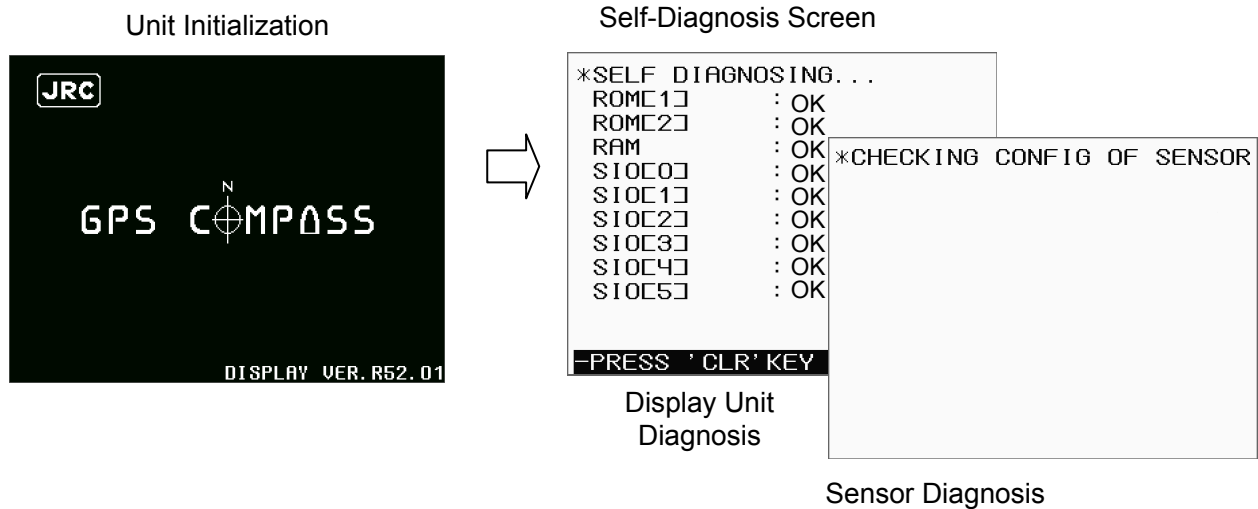 Unit Initialization
JRC
N
GPS COMPASS
DISPLAY VER.R52.01
Self-Diagnosis Screen
*SELF DIAGNOSING...
ROM[1] : OK
ROM[2] : OK
RAM : OK
SIO[0] : OK
SIO[1] : OK
SIO[2] : OK
SIO[3] : OK
SIO[4] : OK
SIO[5] : OK
-PRESS 'CLR'KEY
Display Unit
Diagnosis
*CHECKING CONFIG OF SENSOR
Sensor Diagnosis